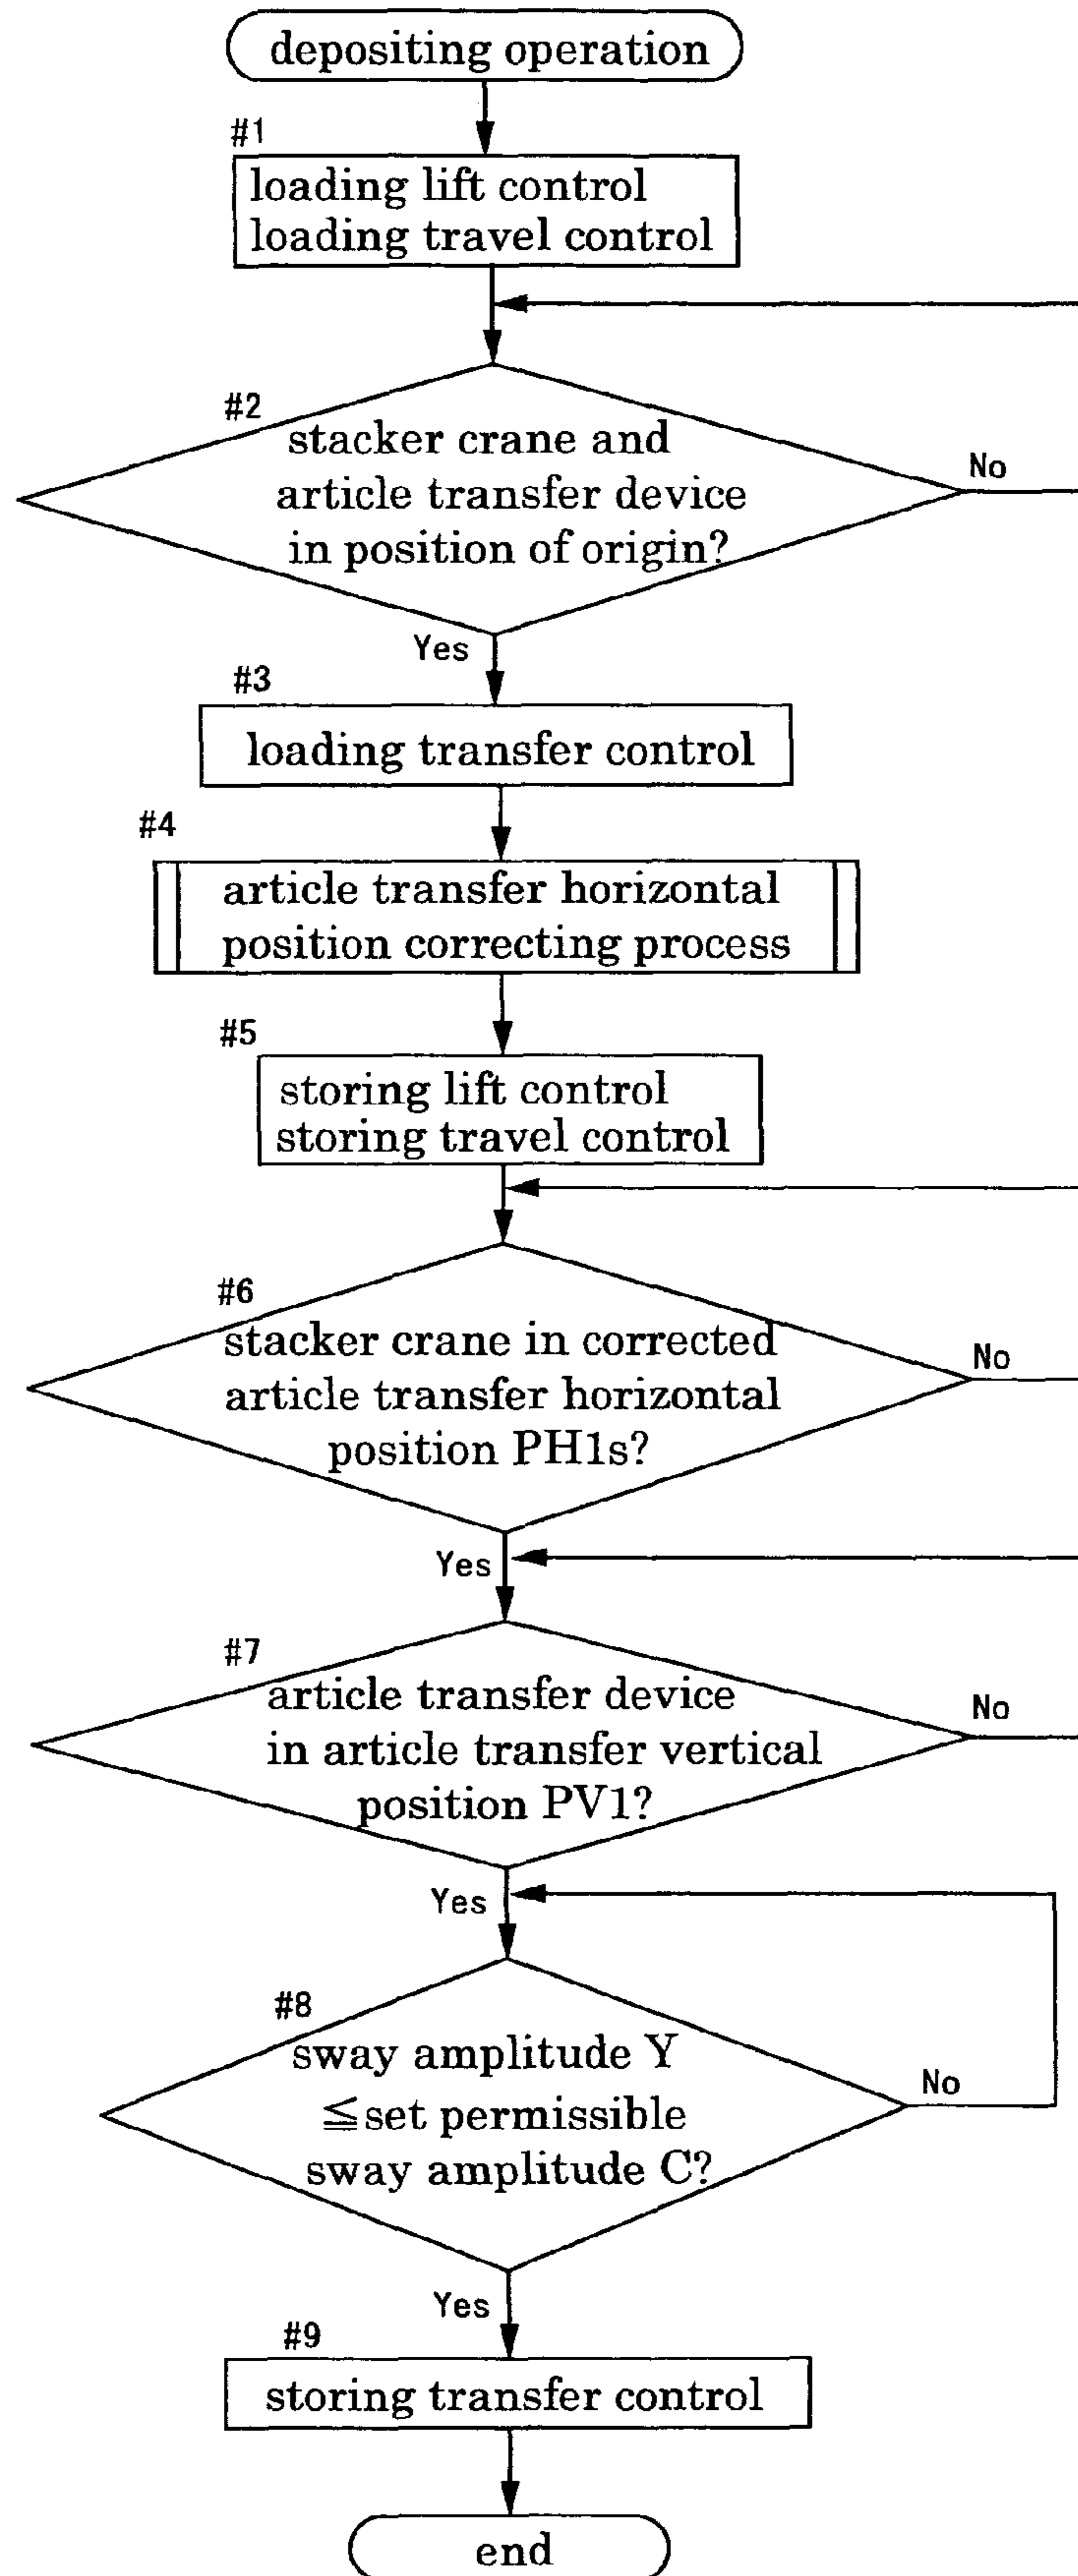 depositing operation
#1
loading lift control
loading travel control
#2
stacker crane and
article transfer device
in position of origin?
No
Yes
#3
loading transfer control
#4
article transfer horizontal
position correcting process
#5
storing lift control
storing travel control
#6
stacker crane in corrected
article transfer horizontal
position PH1s?
No
Yes
#7
article transfer device
in article transfer vertical
position PV1?
No
Yes
#8
sway amplitude Y
≦set permissible
sway amplitude C?
No
Yes
#9
storing transfer control
end